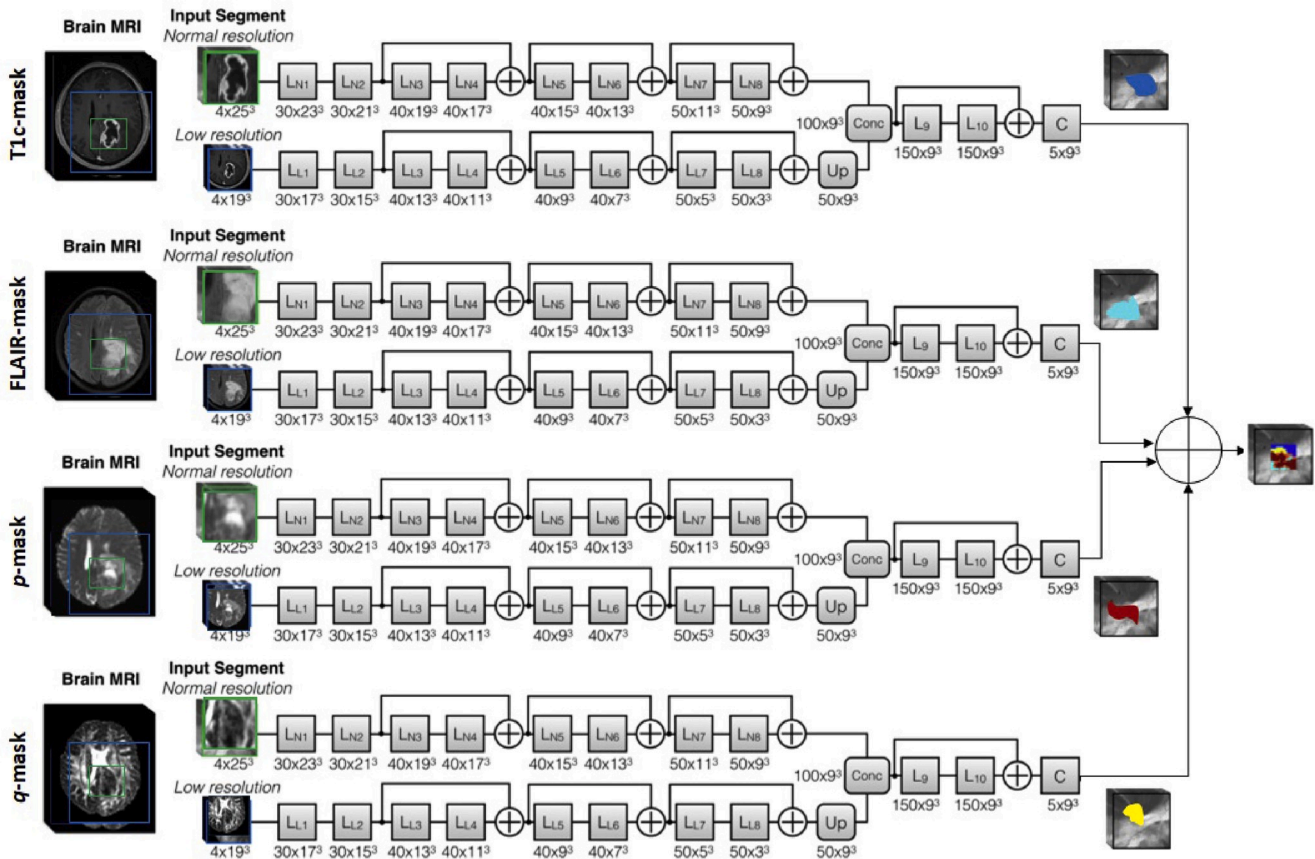 T1c-mask
Brain MRI
Input Segment
Normal resolution
4x25³
L_N1 L_N2 L_N3 L_N4 L_N5 L_N6 L_N7 L_N8
30x23³ 30x21³ 40x19³ 40x17³ 40x15³ 40x13³ 50x11³ 50x9³
Low resolution
4x19³
L_L1 L_L2 L_L3 L_L4 L_L5 L_L6 L_L7 L_L8 Up
30x17³ 30x15³ 40x13³ 40x11³ 40x9³ 40x7³ 50x5³ 50x3³ 50x9³
100x9³ Conc L_9 L_10 C
150x9³ 150x9³ 5x9³
FLAIR-mask
Brain MRI
Input Segment
Normal resolution
4x25³
L_N1 L_N2 L_N3 L_N4 L_N5 L_N6 L_N7 L_N8
30x23³ 30x21³ 40x19³ 40x17³ 40x15³ 40x13³ 50x11³ 50x9³
Low resolution
4x19³
L_L1 L_L2 L_L3 L_L4 L_L5 L_L6 L_L7 L_L8 Up
30x17³ 30x15³ 40x13³ 40x11³ 40x9³ 40x7³ 50x5³ 50x3³ 50x9³
100x9³ Conc L_9 L_10 C
150x9³ 150x9³ 5x9³
p-mask
Brain MRI
Input Segment
Normal resolution
4x25³
L_N1 L_N2 L_N3 L_N4 L_N5 L_N6 L_N7 L_N8
30x23³ 30x21³ 40x19³ 40x17³ 40x15³ 40x13³ 50x11³ 50x9³
Low resolution
4x19³
L_L1 L_L2 L_L3 L_L4 L_L5 L_L6 L_L7 L_L8 Up
30x17³ 30x15³ 40x13³ 40x11³ 40x9³ 40x7³ 50x5³ 50x3³ 50x9³
100x9³ Conc L_9 L_10 C
150x9³ 150x9³ 5x9³
q-mask
Brain MRI
Input Segment
Normal resolution
4x25³
L_N1 L_N2 L_N3 L_N4 L_N5 L_N6 L_N7 L_N8
30x23³ 30x21³ 40x19³ 40x17³ 40x15³ 40x13³ 50x11³ 50x9³
Low resolution
4x19³
L_L1 L_L2 L_L3 L_L4 L_L5 L_L6 L_L7 L_L8 Up
30x17³ 30x15³ 40x13³ 40x11³ 40x9³ 40x7³ 50x5³ 50x3³ 50x9³
100x9³ Conc L_9 L_10 C
150x9³ 150x9³ 5x9³